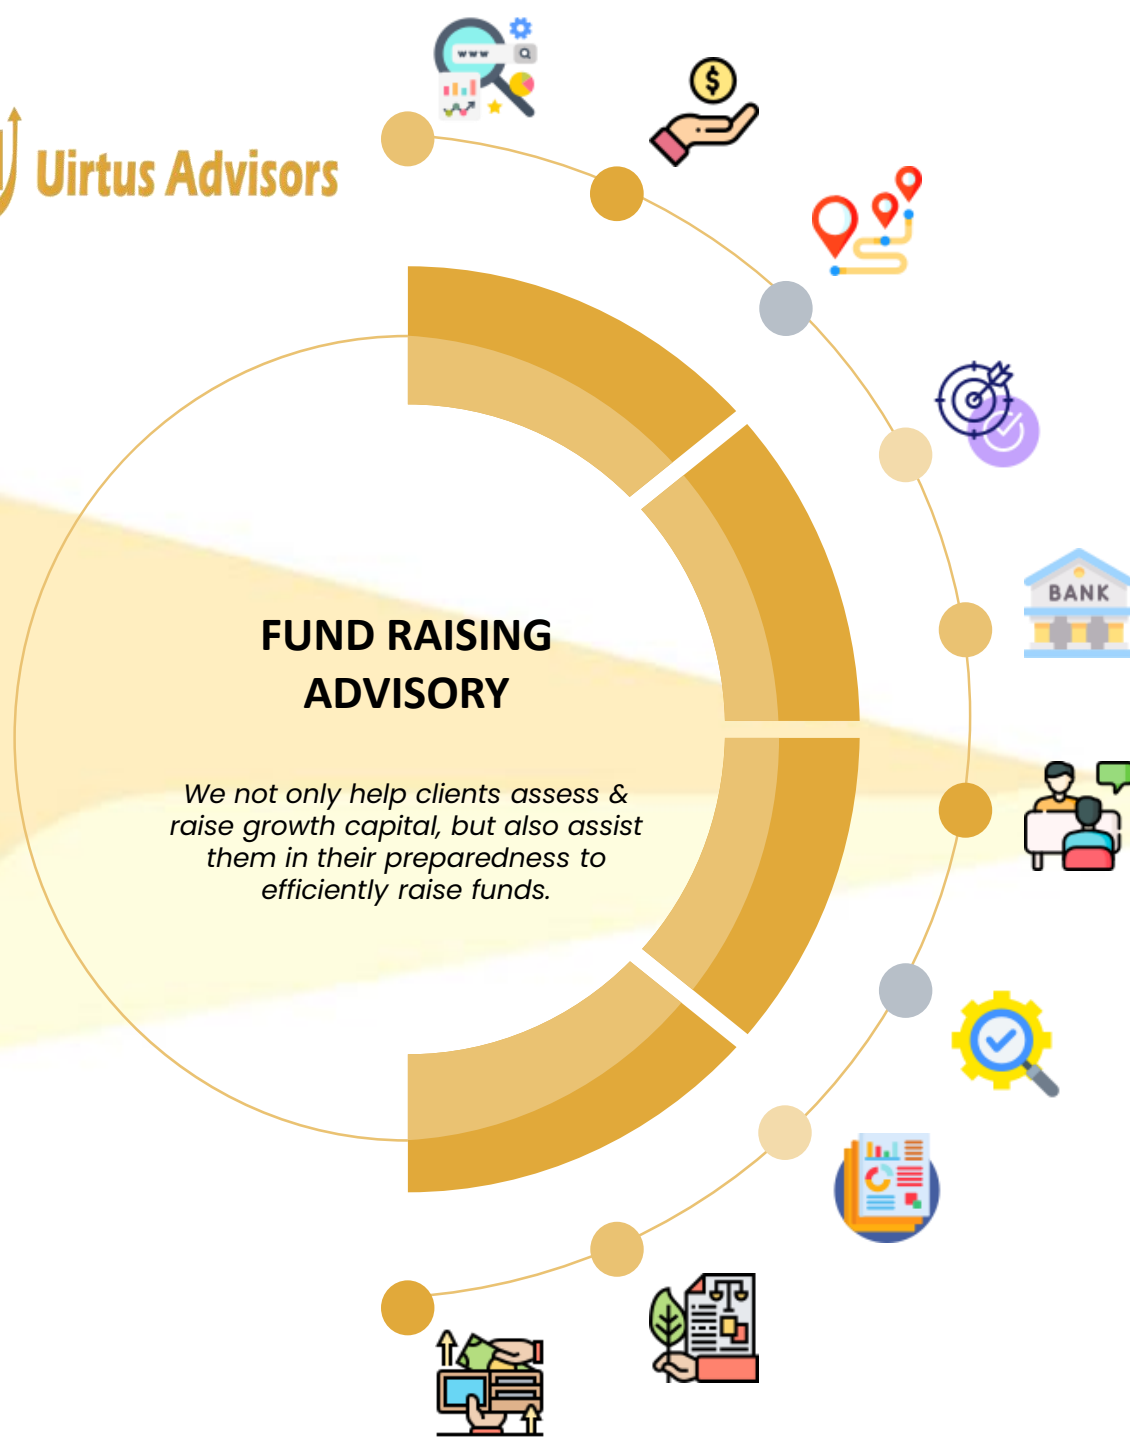 www
Uirtus Advisors
BANK
FUND RAISING
ADVISORY
We not only help clients assess &
raise growth capital, but also assist
them in their preparedness to
efficiently raise funds.